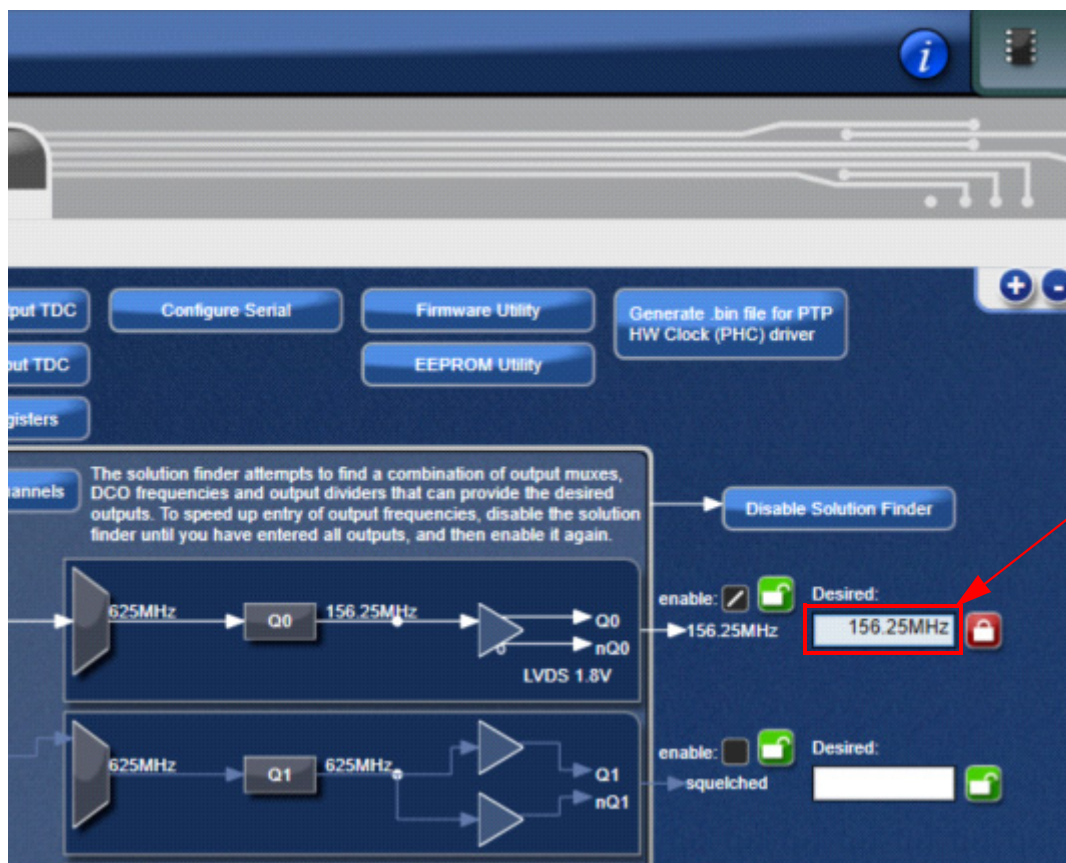 i
+ -
put TDC
Configure Serial
Firmware Utility
Generate .bin file for PTP
HW Clock (PHC) driver
out TDC
EEPROM Utility
gisters
annels
The solution finder attempts to find a combination of output muxes,
DCO frequencies and output dividers that can provide the desired
outputs. To speed up entry of output frequencies, disable the solution
finder until you have entered all outputs, and then enable it again.
Disable Solution Finder
625MHz
Q0
156.25MHz
Q0
nQ0
LVDS 1.8V
enable:
156.25MHz
Desired:
156.25MHz
625MHz
Q1
625MHz
Q1
nQ1
enable:
squelched
Desired: